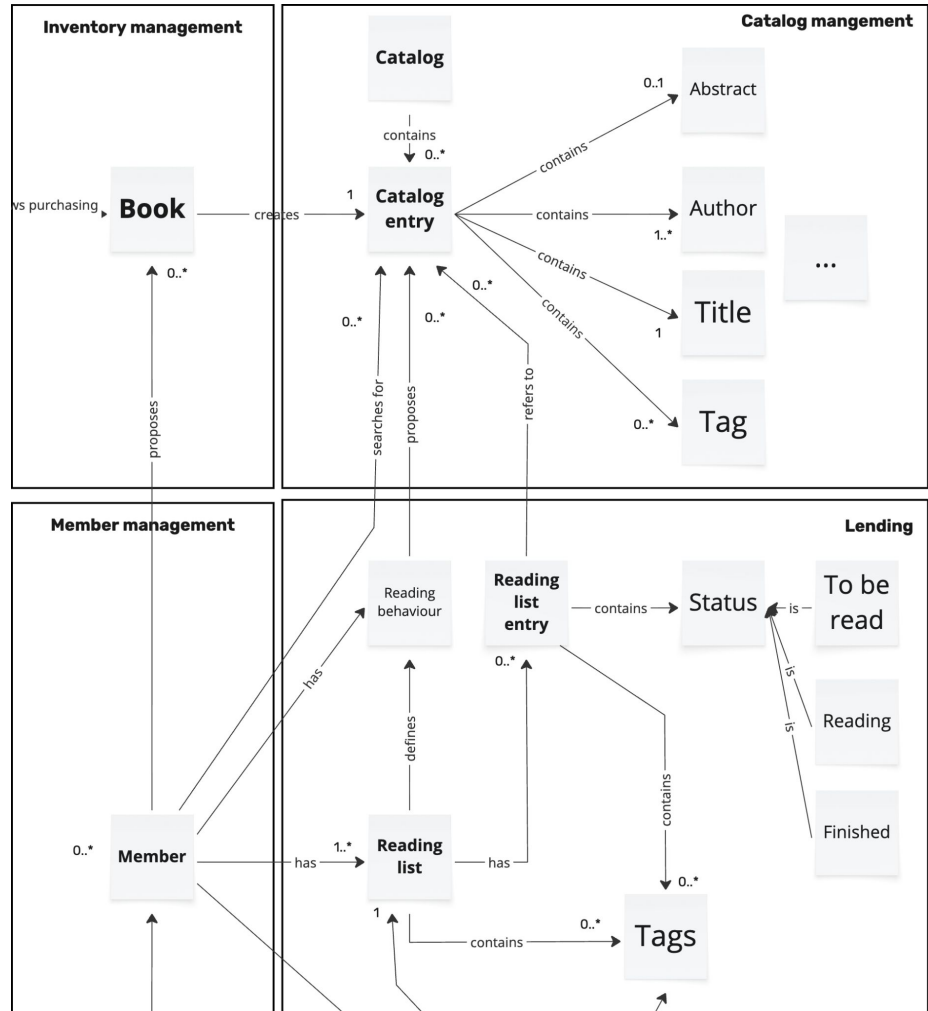 Inventory management
Catalog mangement
Catalog
Abstract
0..1
contains
0..*
contains
ws purchasing
Book
creates
1
Catalog
entry
contains
Author
1..*
...
0..*
0..*
0..*
0..*
contains
Title
1
contains
Tag
0..*
proposes
searches for
proposes
refers to
Member management
Lending
Reading
behaviour
Reading
list
entry
contains
Status
is
To be
read
0..*
has
is
Reading
is
defines
contains
Finished
0..*
Member
has
1..*
Reading
list
has
1
contains
0..*
0..*
Tags